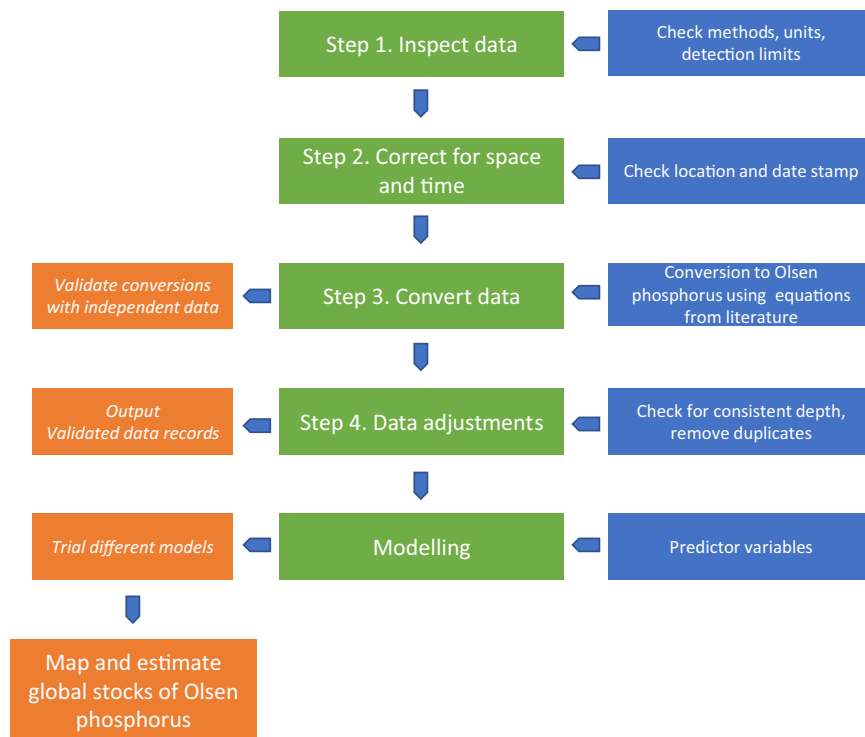 Step 1. Inspect data
Check methods, units,
detection limits
Step 2. Correct for space
and time
Check location and date stamp
Validate conversions
with independent data
Step 3. Convert data
Conversion to Olsen
phosphorus using equations
from literature
Output
Validated data records
Step 4. Data adjustments
Check for consistent depth,
remove duplicates
Trial different models
Modelling
Predictor variables
Map and estimate
global stocks of Olsen
phosphorus